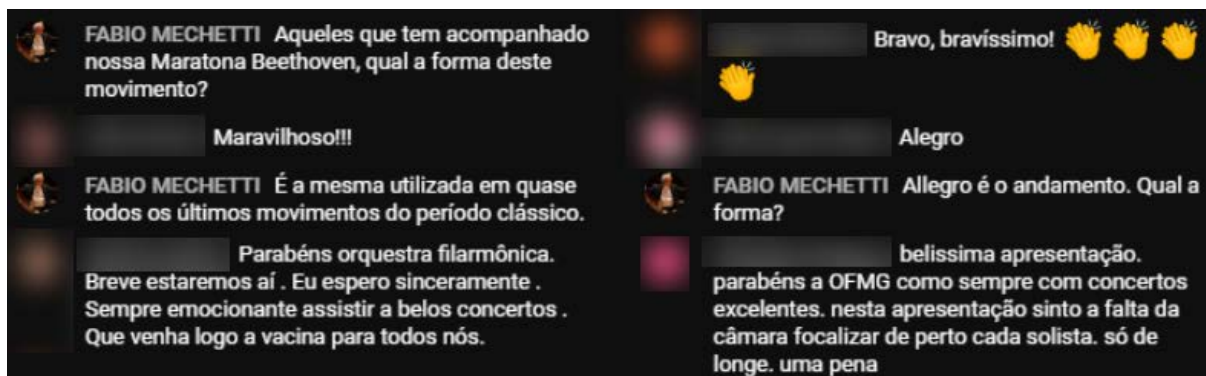 FABIO MECHETTI Aqueles que tem acompanhado
nossa Maratona Beethoven, qual a forma deste
movimento?
Maravilhoso!!!
FABIO MECHETTI É a mesma utilizada em quase
todos os últimos movimentos do período clássico.
Parabéns orquestra filarmônica.
Breve estaremos aí . Eu espero sinceramente .
Sempre emocionante assistir a belos concertos .
Que venha logo a vacina para todos nós.
Bravo, bravíssimo! 👏 👏 👏
👏
Alegro
FABIO MECHETTI Allegro é o andamento. Qual a
forma?
belissima apresentação.
parabéns a OFMG como sempre com concertos
excelentes. nesta apresentação sinto a falta da
câmara focalizar de perto cada solista. só de
longe. uma pena